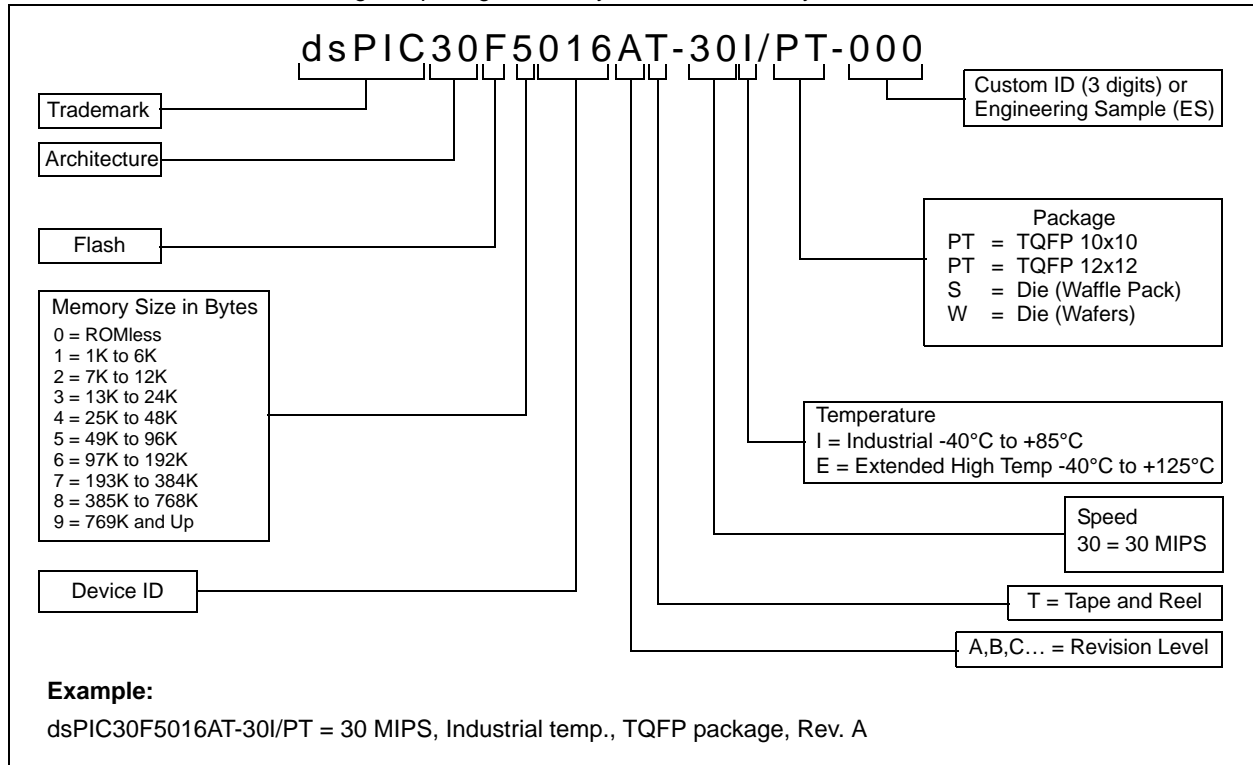 dsPIC30F5016AT-30I/PT-000
Trademark
Architecture
Flash
Memory Size in Bytes
0 = ROMless
1 = 1K to 6K
2 = 7K to 12K
3 = 13K to 24K
4 = 25K to 48K
5 = 49K to 96K
6 = 97K to 192K
7 = 193K to 384K
8 = 385K to 768K
9 = 769K and Up
Device ID
Custom ID (3 digits) or
Engineering Sample (ES)
Package
PT = TQFP 10x10
PT = TQFP 12x12
S = Die (Waffle Pack)
W = Die (Wafers)
Temperature
I = Industrial -40°C to +85°C
E = Extended High Temp -40°C to +125°C
Speed
30 = 30 MIPS
T = Tape and Reel
A,B,C… = Revision Level
Example:
dsPIC30F5016AT-30I/PT = 30 MIPS, Industrial temp., TQFP package, Rev. A